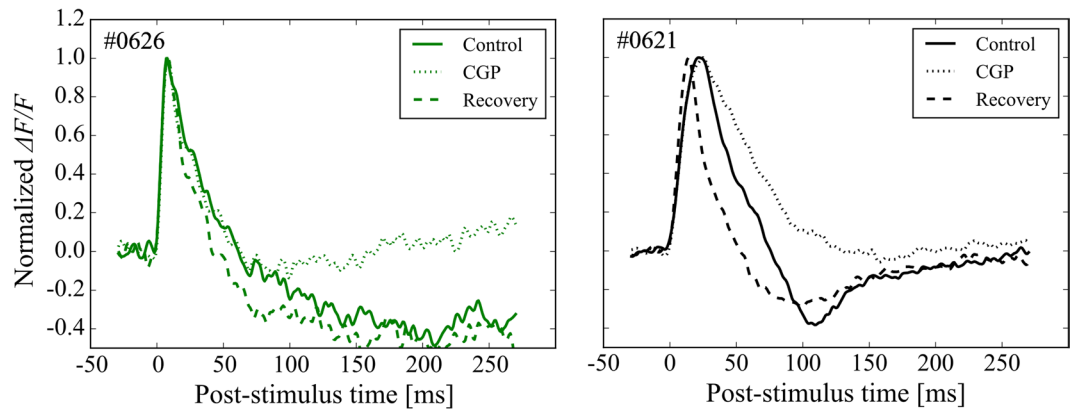 #0626
Control
CGP
Recovery
1.2
1.0
0.8
0.6
0.4
0.2
0.0
-0.2
-0.4
Normalized ΔF/F
-50 0 50 100 150 200 250
Post-stimulus time [ms]
#0621
Control
CGP
Recovery
-50 0 50 100 150 200 250
Post-stimulus time [ms]